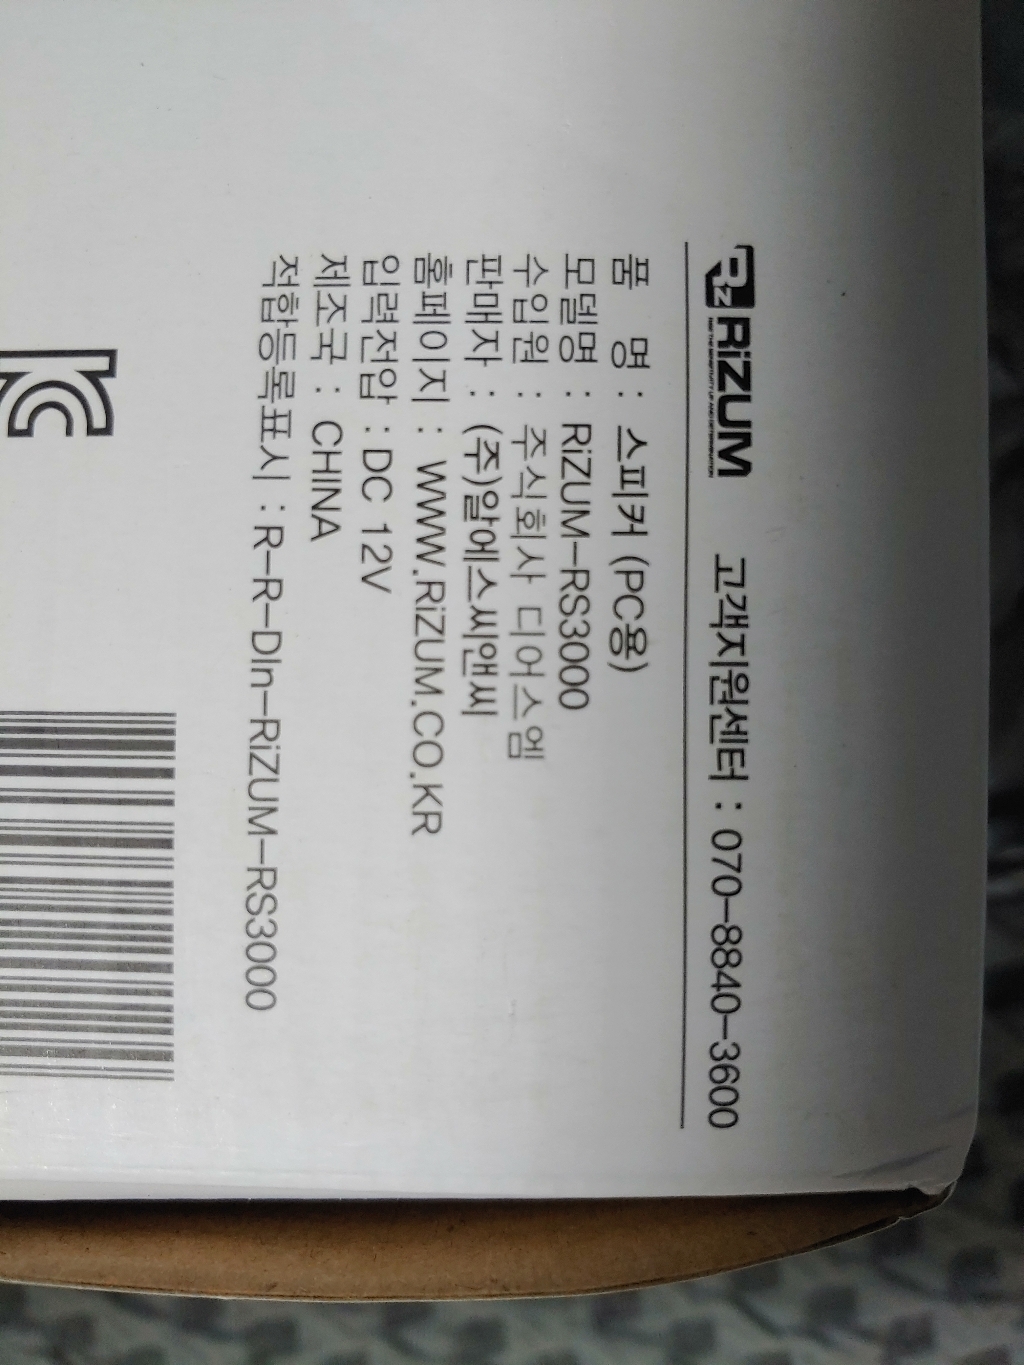 Rz RiZUM 고객지원센터 : 070-8840-3600
품 명 : 스피커 (PC용)
모델명 : RiZUM-RS3000
수입원 : 주식회사 디어스엠
판매자 : (주)알에스씨앤씨
홈페이지 : WWW.RiZUM.CO.KR
입력전압 : DC 12V
제조국 : CHINA
적합등록표시 : R-R-DIn-RiZUM-RS3000